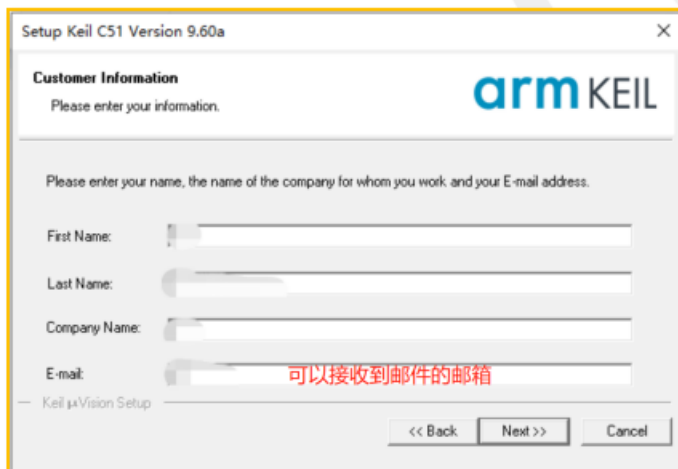 Setup Keil C51 Version 9.60a
Customer Information
Please enter your information.
arm KEIL
Please enter your name, the name of the company for whom you work and your E-mail address.
First Name:
Last Name:
Company Name:
E-mail:
可以接收到邮件的邮箱
Keil μVision Setup
<< Back
Next >>
Cancel